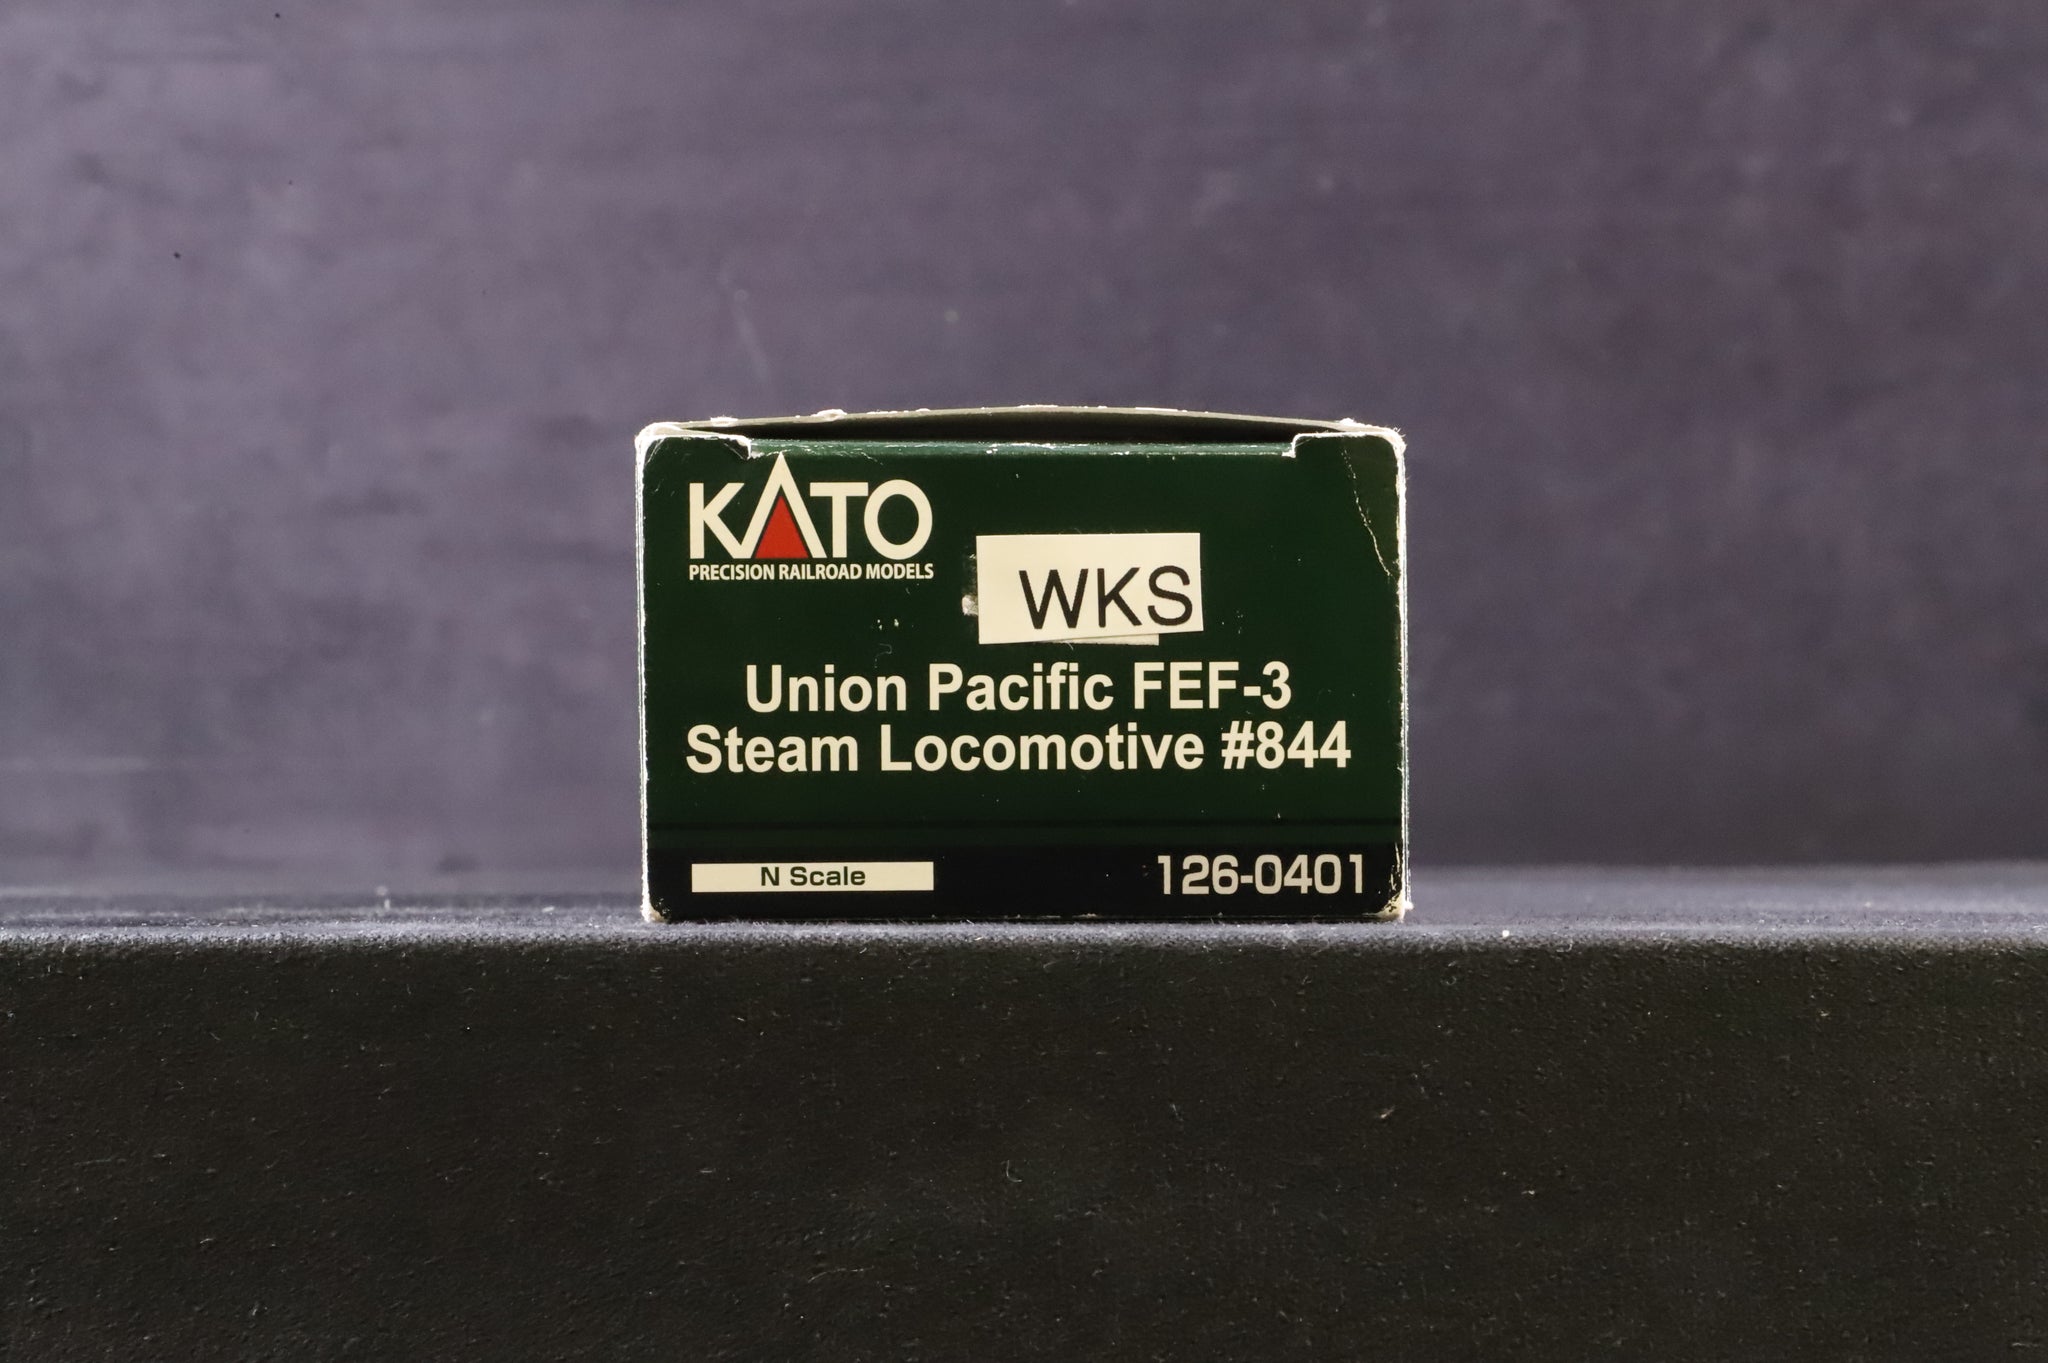 KATO
PRECISION RAILROAD MODELS
WKS
Union Pacific FEF-3
Steam Locomotive #844
N Scale
126-0401